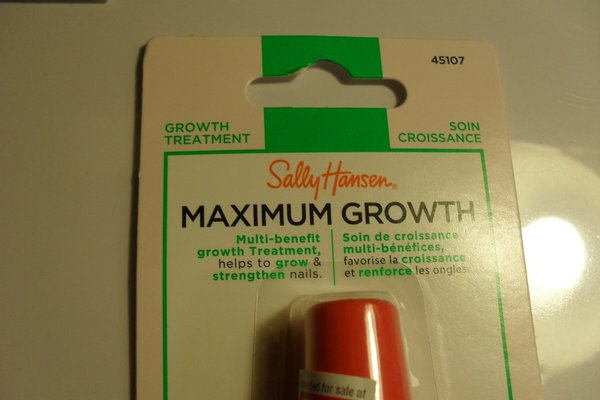 45107
GROWTH
TREATMENT
SOIN
CROISSANCE
Sally Hansen®
MAXIMUM GROWTH
Multi-benefit
growth Treatment,
helps to grow &
strengthen nails.
Soin de croissance
multi-bénéfices,
favorise la croissance
et renforce les ongles.
for sale at